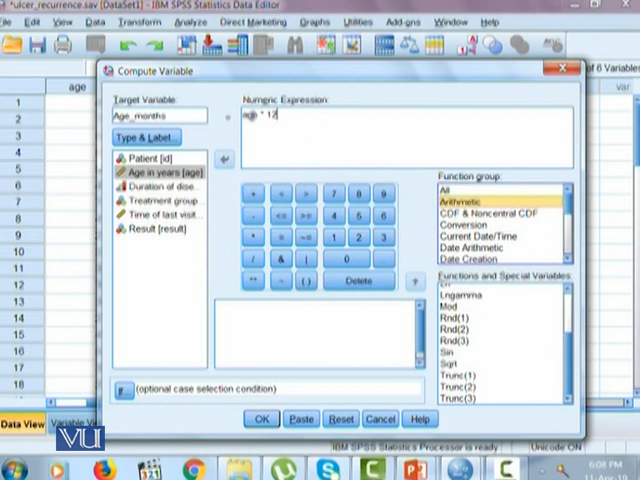 *ulcer_recurrence.sav [DataSet1] - IBM SPSS Statistics Data Editor
View Data Transform Analyze Direct Marketing Graphs Utilities Add-ons Window Help
of 6 Variables
age
var
1
2
3
4
5
6
7
8
9
10
11
12
13
14
15
16
17
18
Compute Variable
Target Variable:
Age_months
=
Numeric Expression:
age * 12
Type & Label...
Patient [id]
Age in years [age]
Duration of dise...
Treatment group...
Time of last visit...
Result [result]
+ < > 7 8 9
- <= >= 4 5 6
* = ~= 1 2 3
/ & | 0 .
** ~ ( ) Delete
Function group:
All
Arithmetic
CDF & Noncentral CDF
Conversion
Current Date/Time
Date Arithmetic
Date Creation
Functions and Special Variables:
Ln
Lngamma
Mod
Rnd(1)
Rnd(2)
Rnd(3)
Sin
Sqrt
Trunc(1)
Trunc(2)
Trunc(3)
If... (optional case selection condition)
OK Paste Reset Cancel Help
Data View Variable
VU
IBM SPSS Statistics Processor is ready Unicode:ON
321
6:08 PM
11-Apr-19